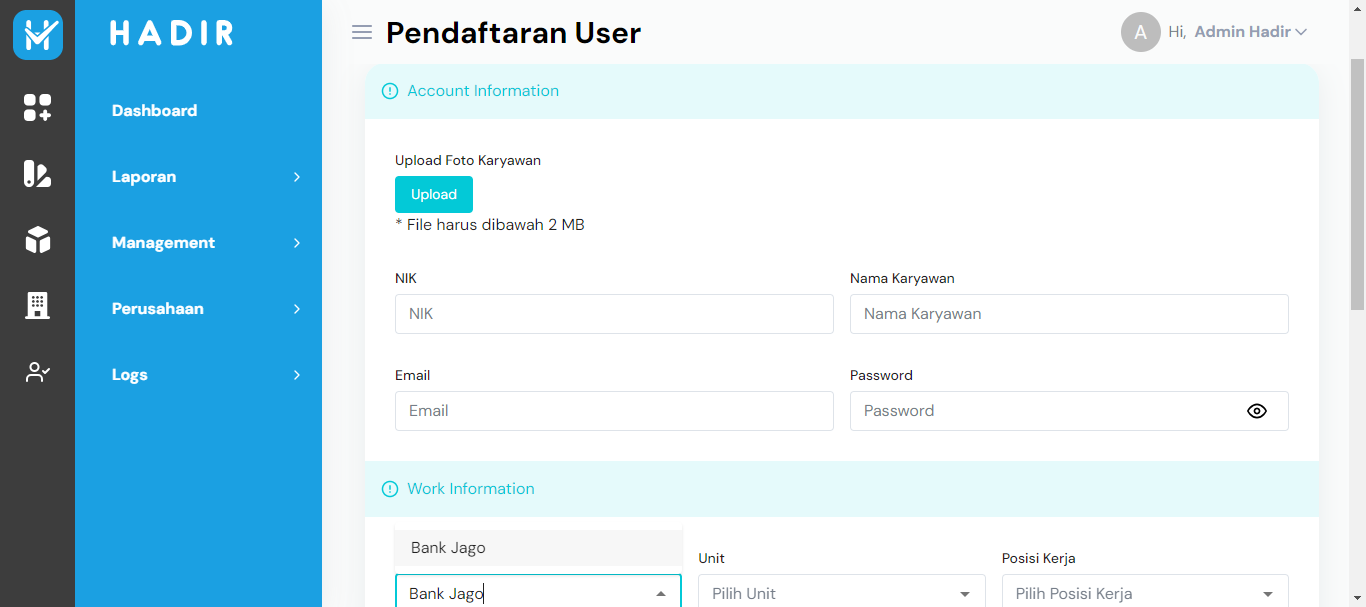 HADIR
Pendaftaran User
A
Hi, Admin Hadir
Dashboard
Laporan
Management
Perusahaan
Logs
Account Information
Upload Foto Karyawan
Upload
* File harus dibawah 2 MB
NIK
Nama Karyawan
NIK
Nama Karyawan
Email
Password
Email
Password
Work Information
Bank Jago
Unit
Posisi Kerja
Bank Jago
Pilih Unit
Pilih Posisi Kerja